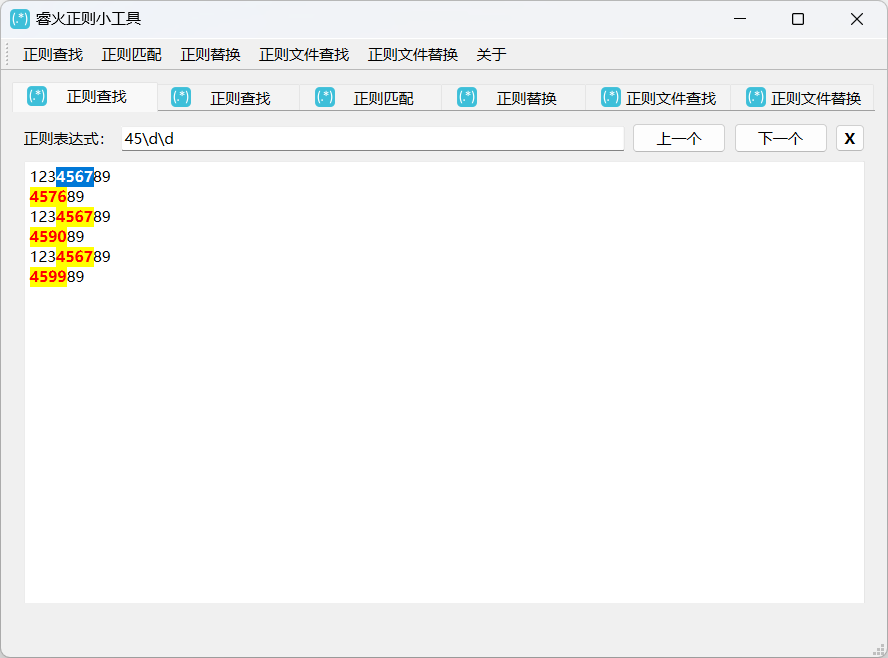 (.*) 睿火正则小工具
正则查找 正则匹配 正则替换 正则文件查找 正则文件替换 关于
(.*) 正则查找 (.*) 正则查找 (.*) 正则匹配 (.*) 正则替换 (.*) 正则文件查找 (.*) 正则文件替换
正则表达式： 45\d\d 上一个 下一个 X
123456789
457689
123456789
459089
123456789
459989